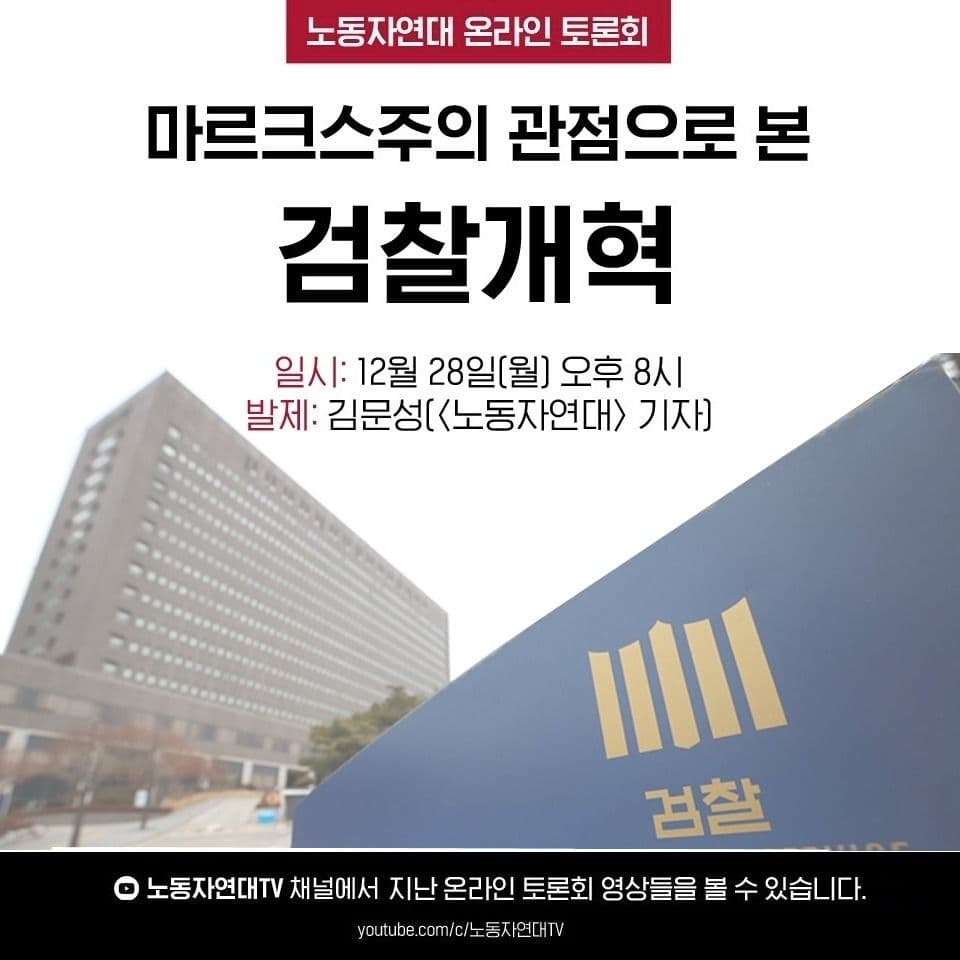 노동자연대 온라인 토론회
마르크스주의 관점으로 본
검찰개혁
일시: 12월 28일(월) 오후 8시
발제: 김문성(<노동자연대> 기자)
검찰
노동자연대TV 채널에서 지난 온라인 토론회 영상들을 볼 수 있습니다.
youtube.com/c/노동자연대TV